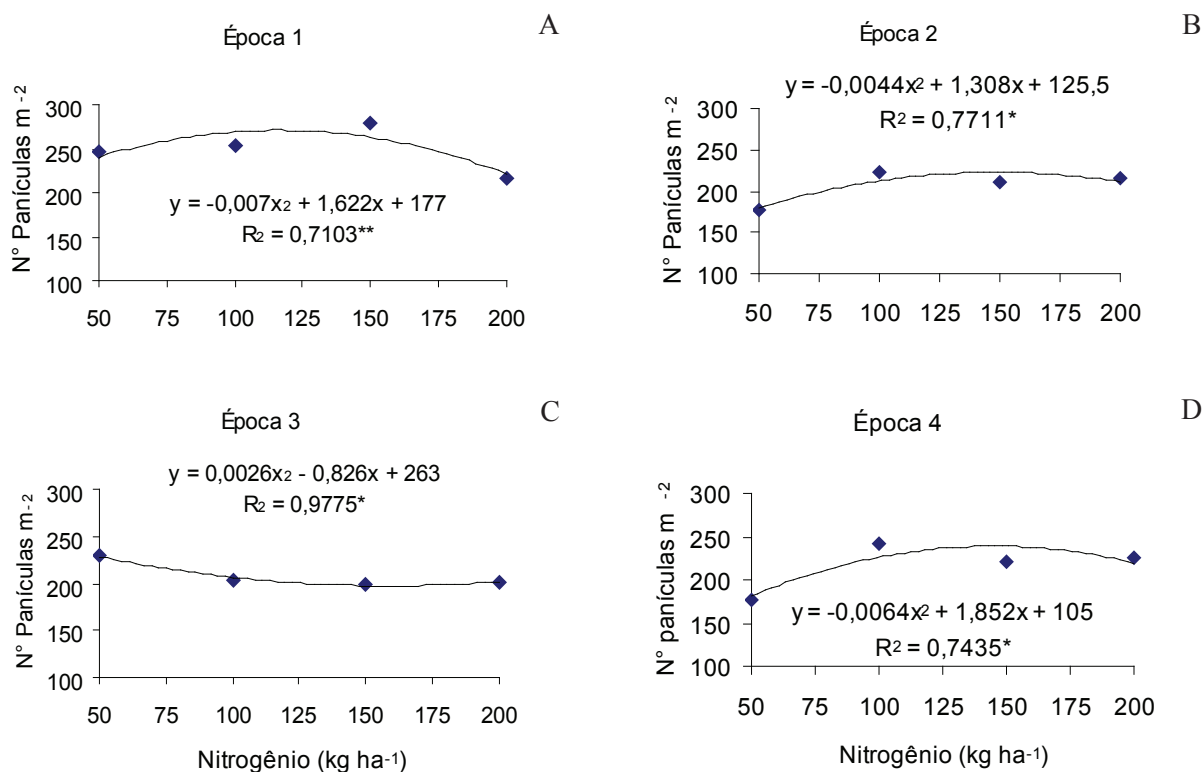 Época 1
A
N° Panículas m -2
300
250
200
150
100
y = -0,007x2 + 1,622x + 177
R2 = 0,7103**
50 75 100 125 150 175 200
Época 2
B
y = -0,0044x² + 1,308x + 125,5
R² = 0,7711*
N° Panículas m -2
300
250
200
150
100
50 75 100 125 150 175 200
Época 3
C
y = 0,0026x2 - 0,826x + 263
R2 = 0,9775*
N° Panículas m -2
300
250
200
150
100
50 75 100 125 150 175 200
Nitrogênio (kg ha-1)
Época 4
D
N° panículas m -2
300
250
200
150
100
y = -0,0064x² + 1,852x + 105
R² = 0,7435*
50 75 100 125 150 175 200
Nitrogênio (kg ha-1)